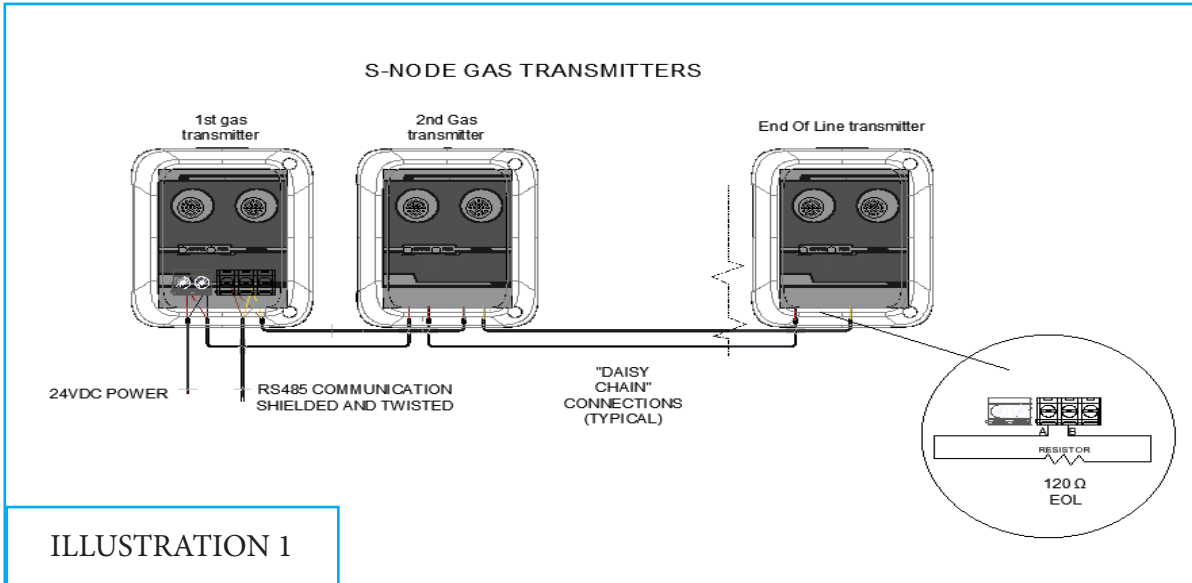 S-NODE GAS TRANSMITTERS
1st gas
transmitter
2nd Gas
transmitter
End Of Line transmitter
24VDC POWER
RS485 COMMUNICATION
SHIELDED AND TWISTED
"DAISY
CHAIN"
CONNECTIONS
(TYPICAL)
A
B
RESISTOR
120 Ω
EOL
ILLUSTRATION 1